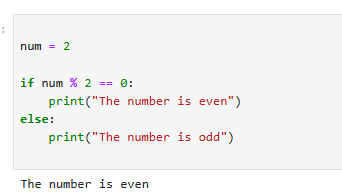 :
num = 2
if num % 2 == 0:
    print("The number is even")
else:
    print("The number is odd")
The number is even